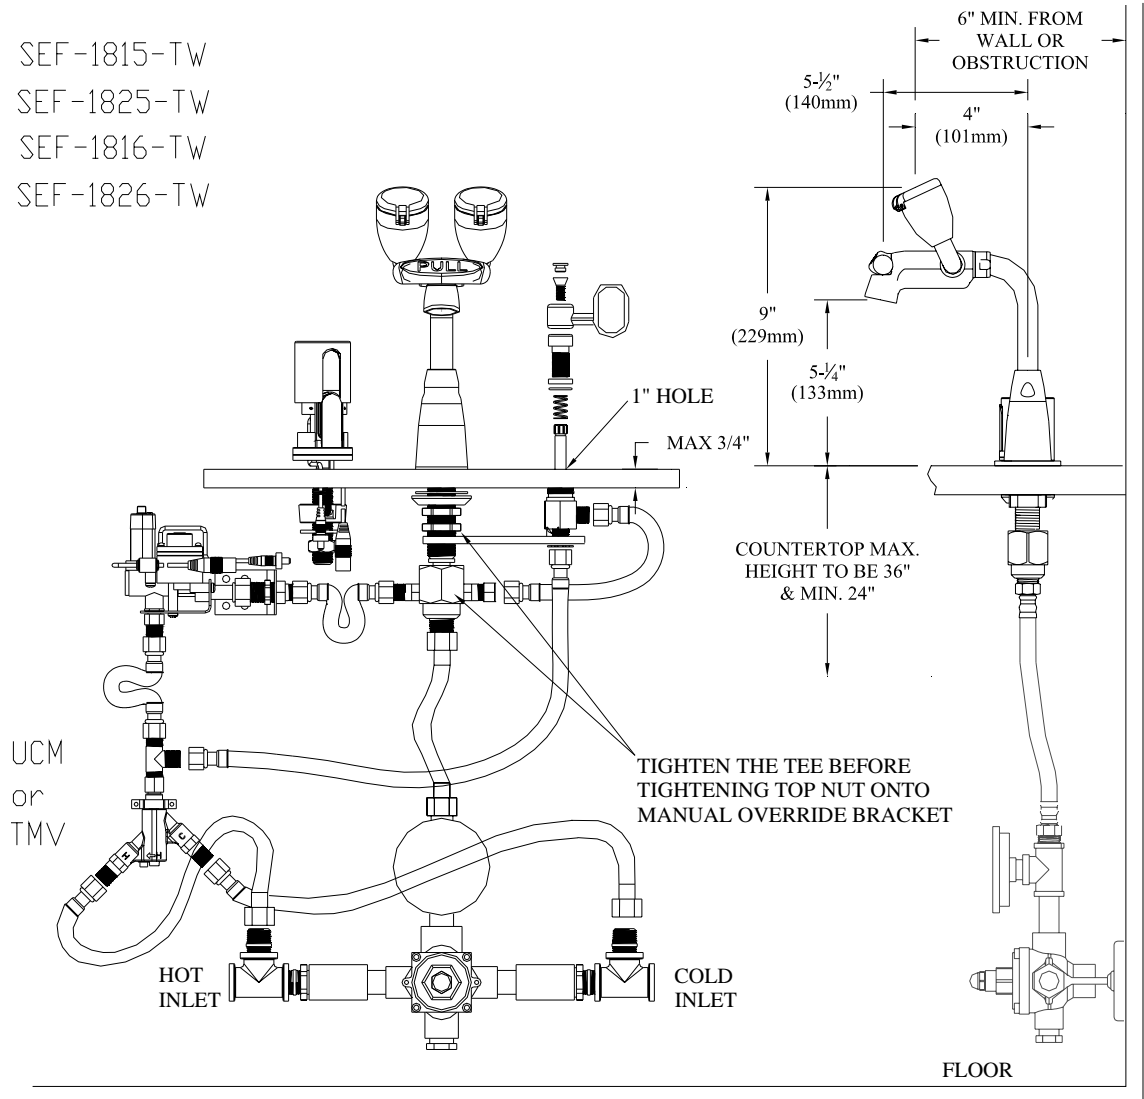 SEF-1815-TW
SEF-1825-TW
SEF-1816-TW
SEF-1826-TW
6" MIN. FROM
WALL OR
OBSTRUCTION
5-½"
(140mm)
4"
(101mm)
PULL
9"
(229mm)
5-¼"
(133mm)
1" HOLE
MAX 3/4"
COUNTERTOP MAX.
HEIGHT TO BE 36"
& MIN. 24"
UCM
or
TMV
TIGHTEN THE TEE BEFORE
TIGHTENING TOP NUT ONTO
MANUAL OVERRIDE BRACKET
H
C
HOT
INLET
COLD
INLET
FLOOR